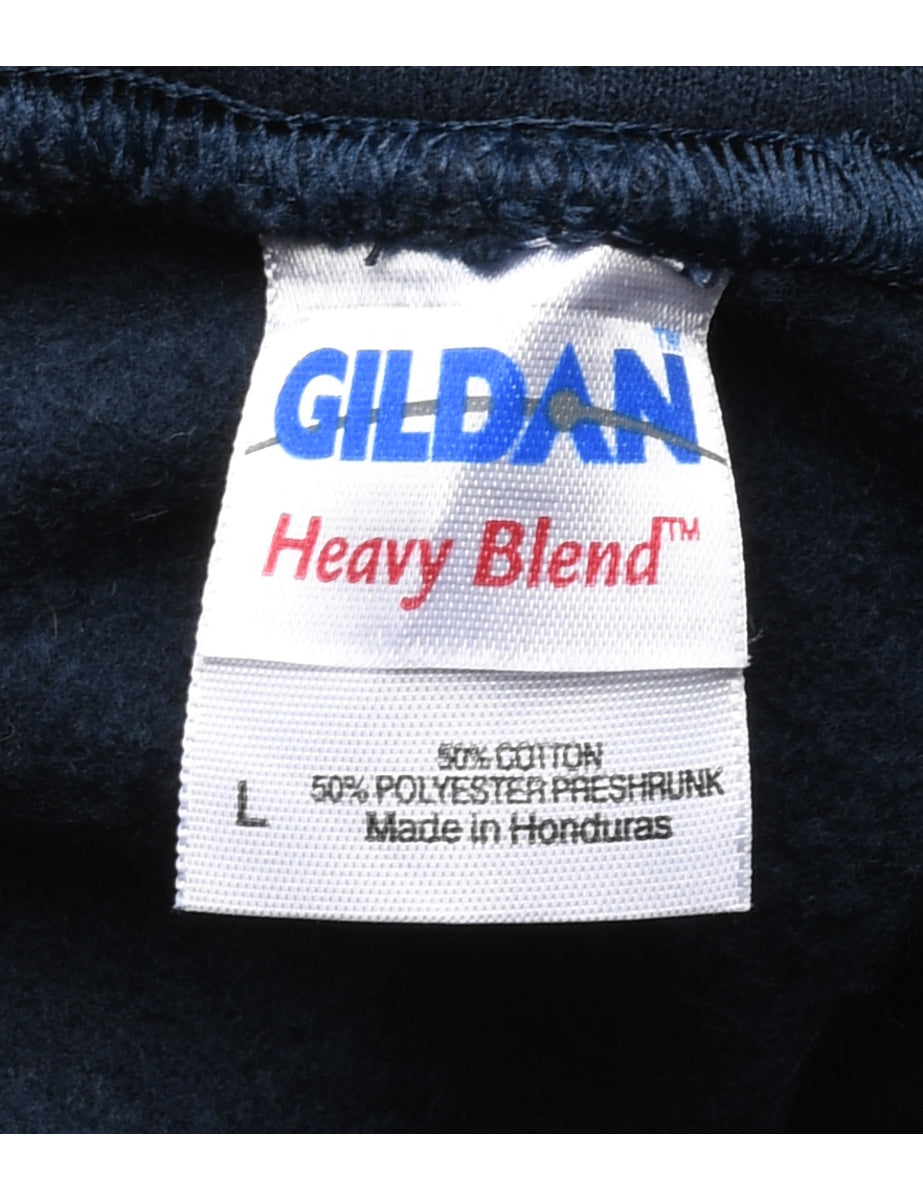 GILDAN™
Heavy Blend™
50% COTTON
50% POLYESTER PRESHRUNK
L
Made in Honduras